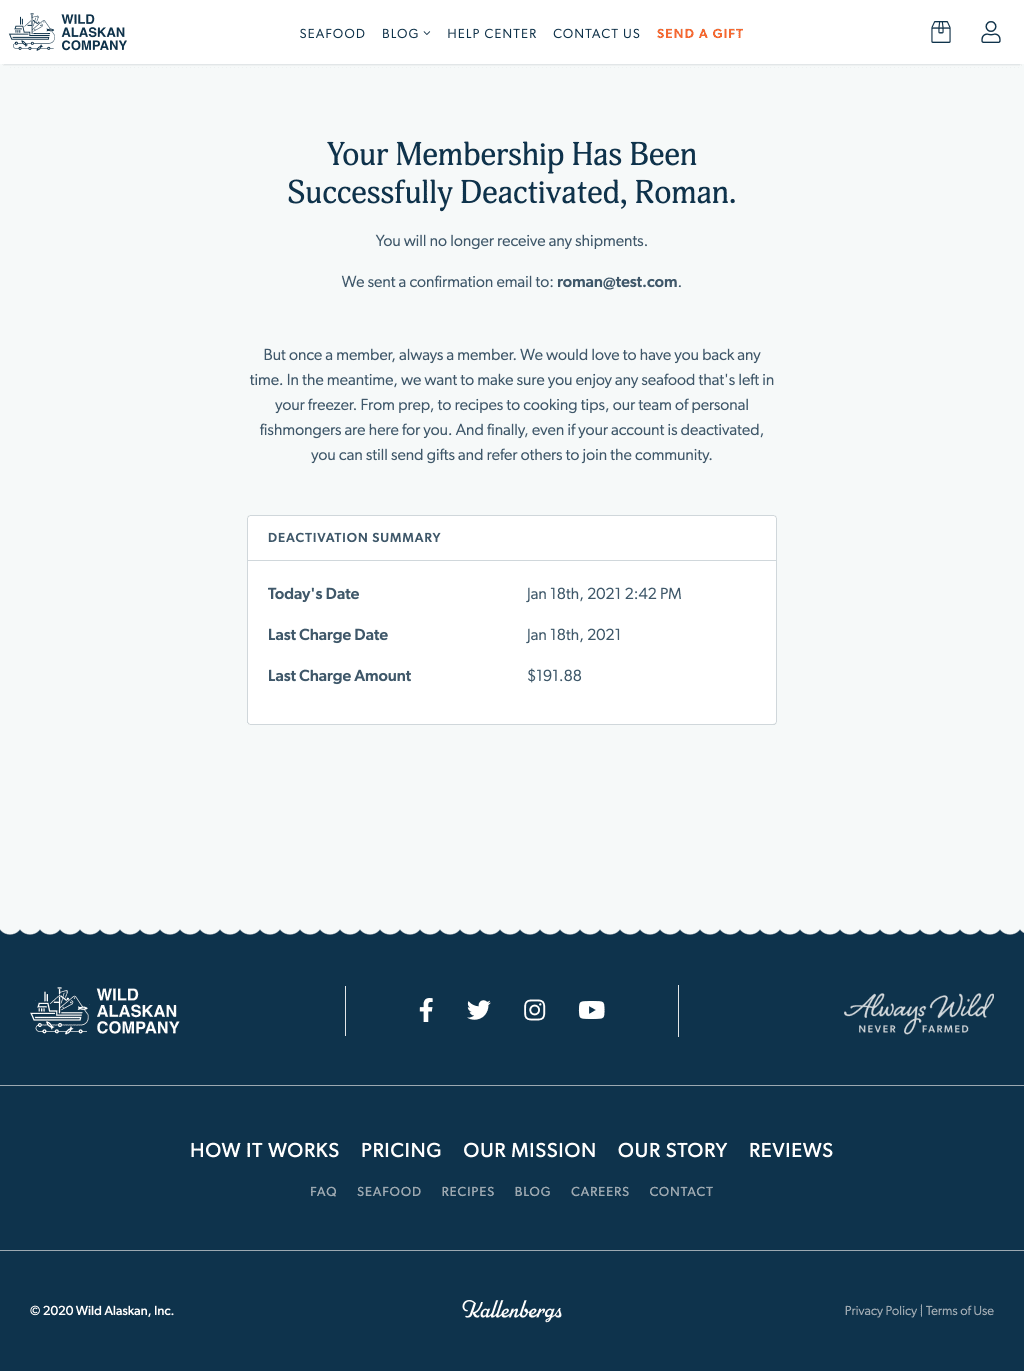 WILD
ALASKAN
COMPANY
SEAFOOD BLOG HELP CENTER CONTACT US SEND A GIFT
Your Membership Has Been
Successfully Deactivated, Roman.
You will no longer receive any shipments.
We sent a confirmation email to: roman@test.com.
But once a member, always a member. We would love to have you back any
time. In the meantime, we want to make sure you enjoy any seafood that's left in
your freezer. From prep, to recipes to cooking tips, our team of personal
fishmongers are here for you. And finally, even if your account is deactivated,
you can still send gifts and refer others to join the community.
DEACTIVATION SUMMARY
Today's Date Jan 18th, 2021 2:42 PM
Last Charge Date Jan 18th, 2021
Last Charge Amount $191.88
WILD
ALASKAN
COMPANY
Always Wild
NEVER FARMED
HOW IT WORKS PRICING OUR MISSION OUR STORY REVIEWS
FAQ SEAFOOD RECIPES BLOG CAREERS CONTACT
© 2020 Wild Alaskan, Inc. Kallenbergs Privacy Policy | Terms of Use